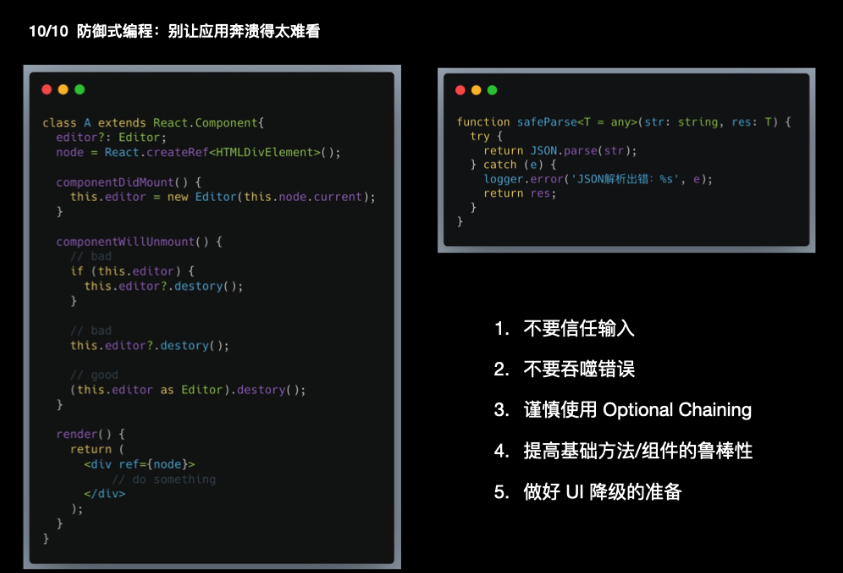 10/10 防御式编程：别让应用奔溃得太难看
class A extends React.Component{
  editor?: Editor;
  node = React.createRef<HTMLDivElement>();

  componentDidMount() {
    this.editor = new Editor(this.node.current);
  }

  componentWillUnmount() {
    // bad
    if (this.editor) {
      this.editor?.destory();
    }

    // bad
    this.editor?.destory();

    // good
    (this.editor as Editor).destory();
  }

  render() {
    return (
      <div ref={node}>
          // do something
      </div>
    );
  }
}
function safeParse<T = any>(str: string, res: T) {
  try {
    return JSON.parse(str);
  } catch (e) {
    logger.error('JSON解析出错：%s', e);
    return res;
  }
}
1. 不要信任输入
2. 不要吞噬错误
3. 谨慎使用 Optional Chaining
4. 提高基础方法/组件的鲁棒性
5. 做好 UI 降级的准备